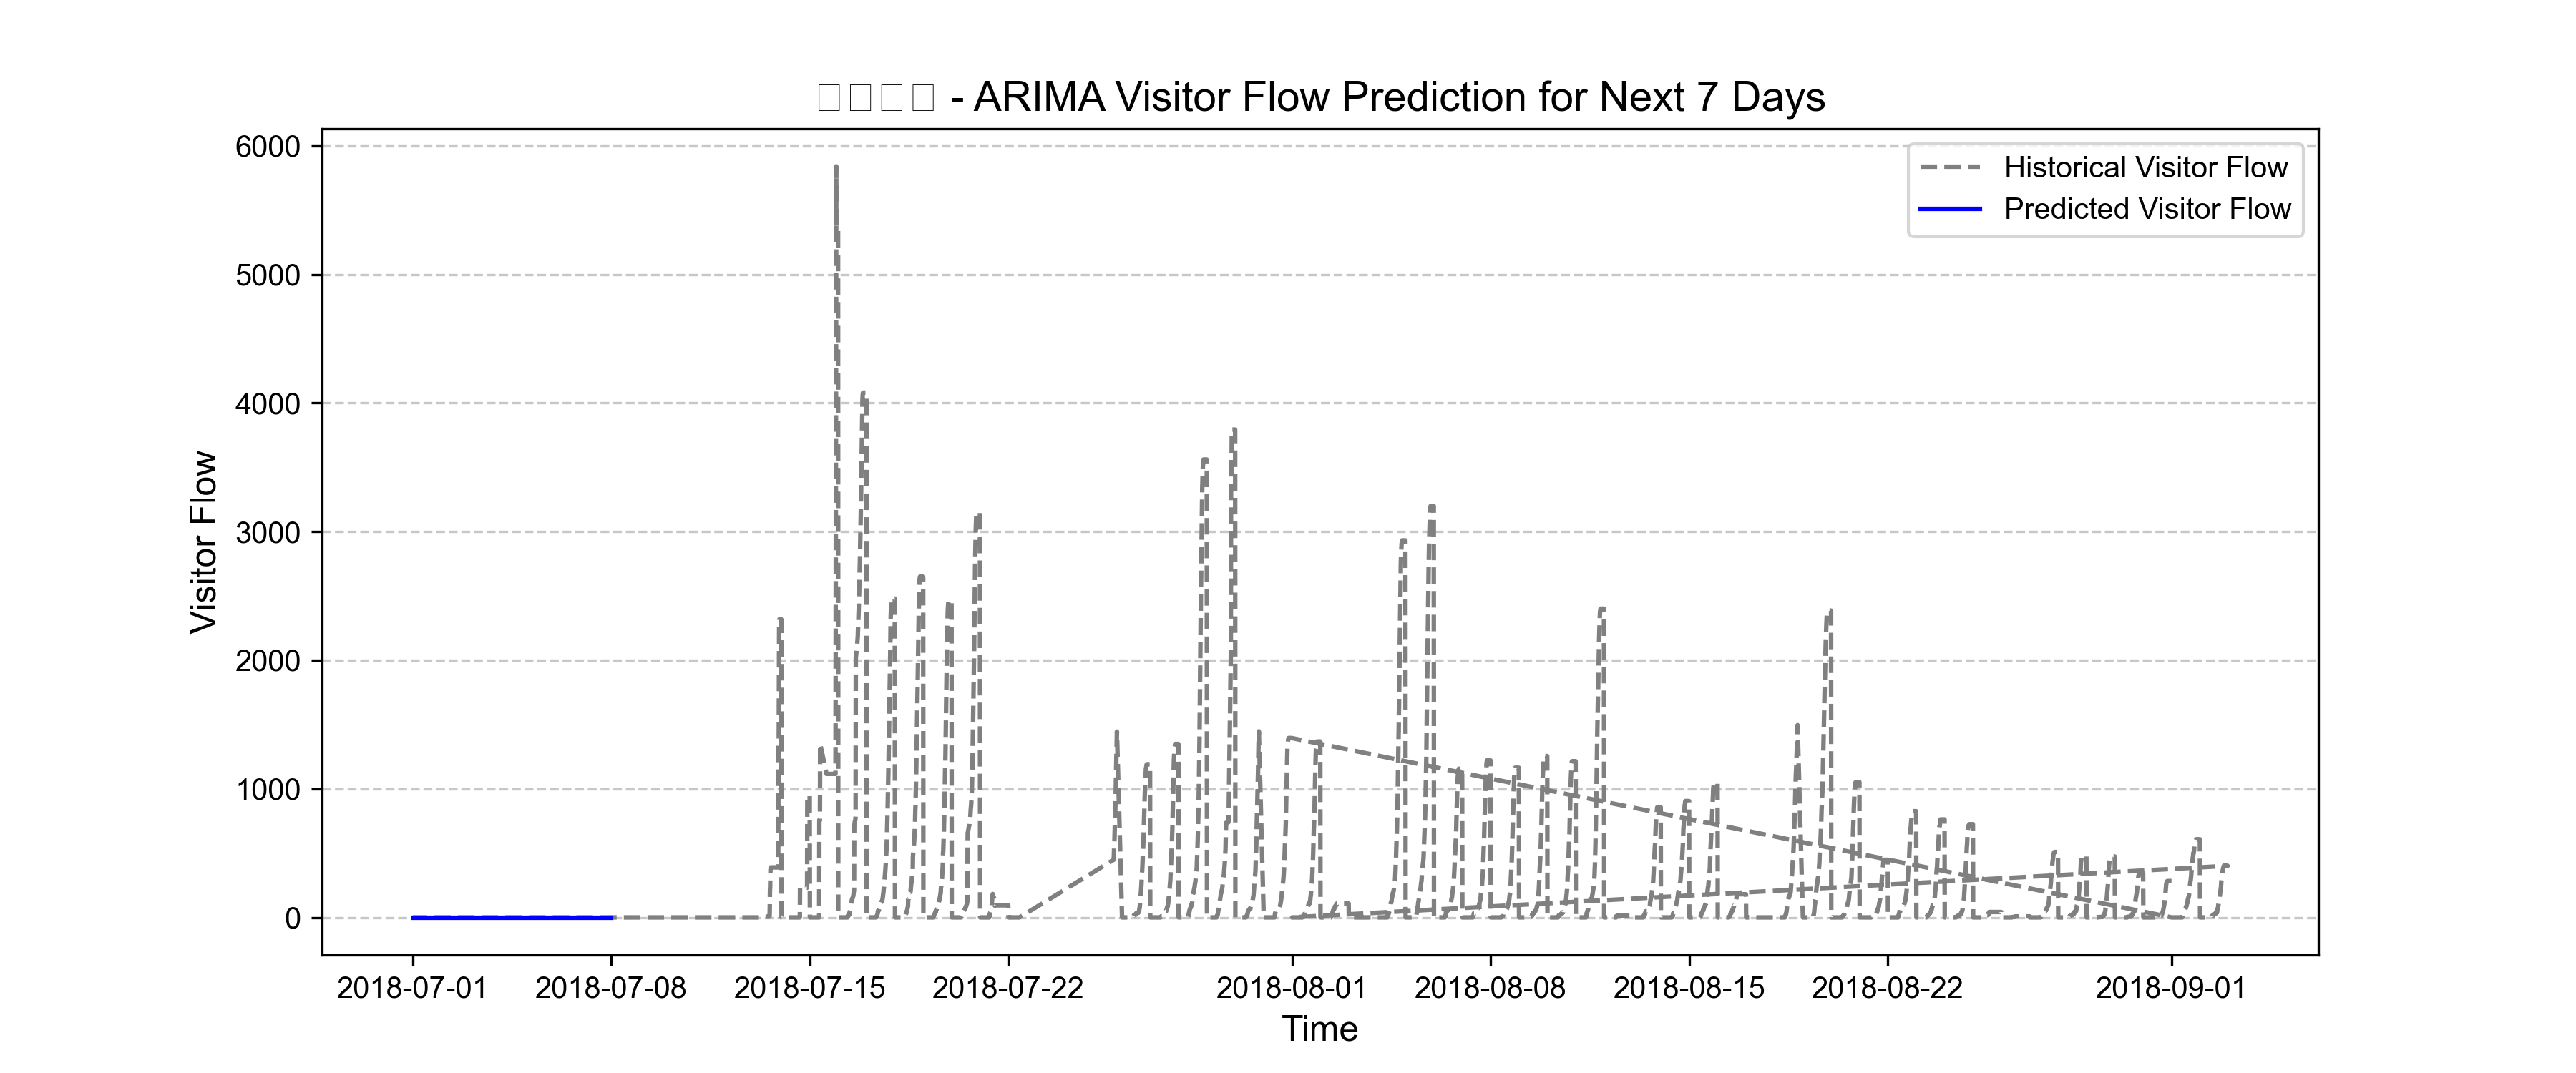 - ARIMA Visitor Flow Prediction for Next 7 Days
Historical Visitor Flow
Predicted Visitor Flow
6000
5000
4000
3000
2000
1000
0
Visitor Flow
2018-07-01 2018-07-08 2018-07-15 2018-07-22 2018-08-01 2018-08-08 2018-08-15 2018-08-22 2018-09-01
Time